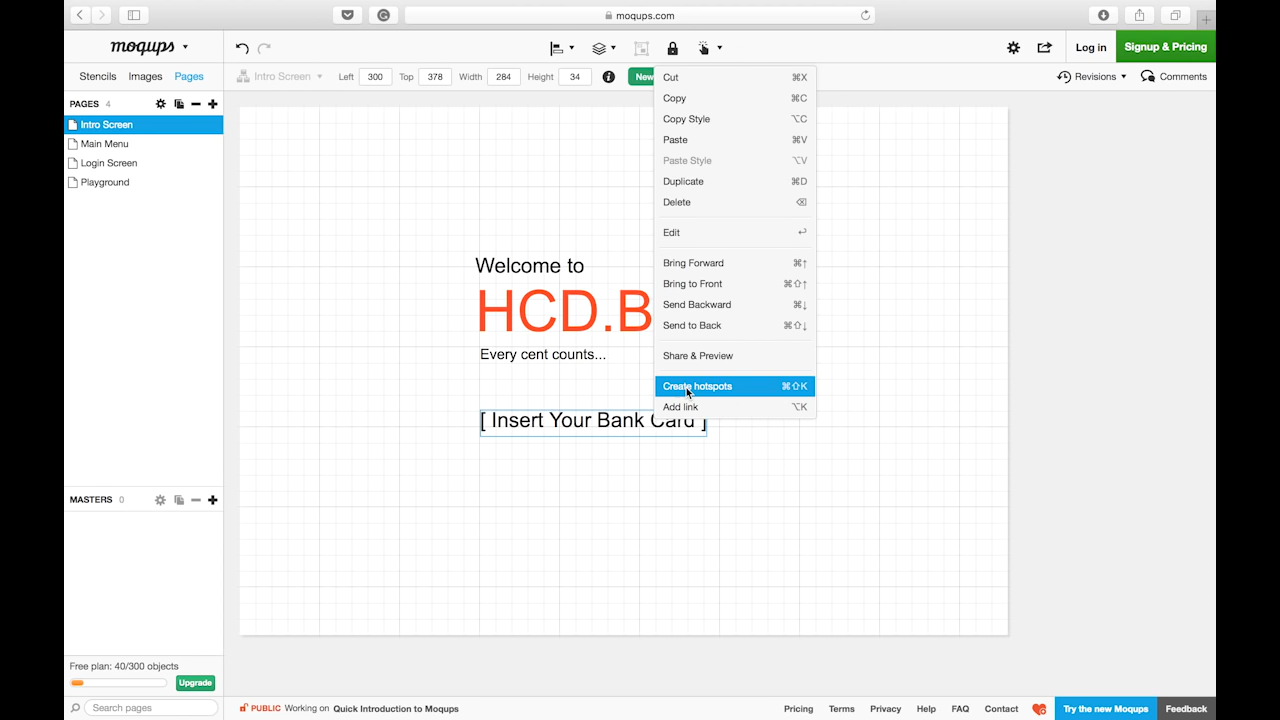 moqups.com
moqups
Log in
Signup & Pricing
Stencils
Images
Pages
Intro Screen
Left 300
Top 378
Width 284
Height 34
New
Revisions
Comments
PAGES 4
Intro Screen
Main Menu
Login Screen
Playground
Cut ⌘X
Copy ⌘C
Copy Style ⌥C
Paste ⌘V
Paste Style ⌥V
Duplicate ⌘D
Delete ⌫
Edit ↩
Bring Forward ⌘↑
Bring to Front ⌘⇧↑
Send Backward ⌘↓
Send to Back ⌘⇧↓
Share & Preview
Create hotspots ⌘⇧K
Add link ⌥K
Welcome to
HCD.B
Every cent counts...
[ Insert Your Bank Card ]
MASTERS 0
Free plan: 40/300 objects
Upgrade
Search pages
PUBLIC Working on Quick Introduction to Moqups
Pricing
Terms
Privacy
Help
FAQ
Contact
Try the new Moqups
Feedback